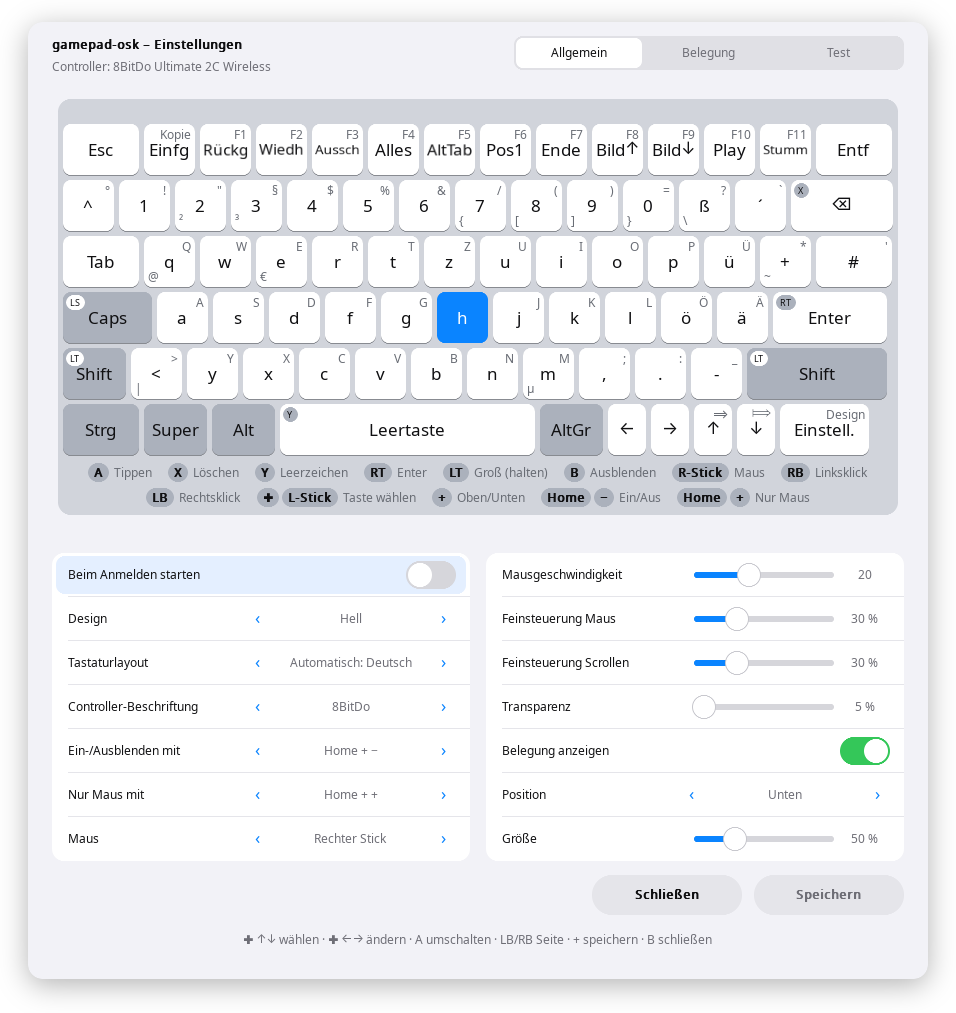 gamepad-osk – Einstellungen
Controller: 8BitDo Ultimate 2C Wireless
Allgemein Belegung Test
Esc Kopie Einfg F1 Rückg F2 Wiedh F3 Aussch F4 Alles F5 AltTab F6 Pos1 F7 Ende F8 Bild↑ F9 Bild↓ F10 Play F11 Stumm Entf
° ^ ! 1 " 2 ² § 3 ³ $ 4 % 5 & 6 / 7 { ( 8 [ ) 9 ] = 0 } ? ß \ ` ´ X ⌫
Tab Q q @ W w E e € R r T t Z z U u I i O o P p Ü ü * + ~ ' #
LS Caps A a S s D d F f G g h J j K k L l Ö ö Ä ä RT Enter
LT Shift > < | Y y X x C c V v B b N n M m µ ; , : . _ - LT Shift
Strg Super Alt Y Leertaste AltGr ← → ⇒ ↑ ⟹ ↓ Design Einstell.
A Tippen X Löschen Y Leerzeichen RT Enter LT Groß (halten) B Ausblenden R-Stick Maus RB Linksklick
LB Rechtsklick ✚ L-Stick Taste wählen + Oben/Unten Home − Ein/Aus Home + Nur Maus
Beim Anmelden starten
Design ‹ Hell ›
Tastaturlayout ‹ Automatisch: Deutsch ›
Controller-Beschriftung ‹ 8BitDo ›
Ein-/Ausblenden mit ‹ Home + − ›
Nur Maus mit ‹ Home + + ›
Maus ‹ Rechter Stick ›
Mausgeschwindigkeit 20
Feinsteuerung Maus 30 %
Feinsteuerung Scrollen 30 %
Transparenz 5 %
Belegung anzeigen
Position ‹ Unten ›
Größe 50 %
Schließen Speichern
✚ ↑↓ wählen · ✚ ←→ ändern · A umschalten · LB/RB Seite · + speichern · B schließen